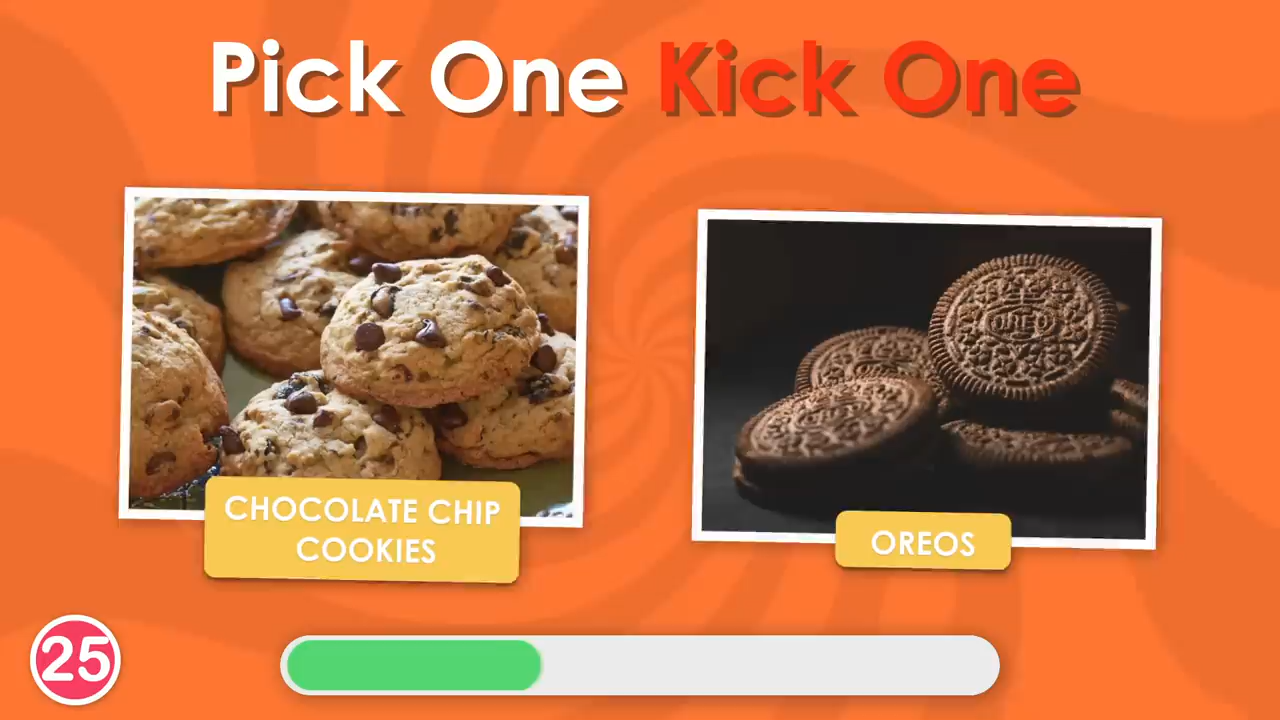 Pick One Kick One
OREO
CHOCOLATE CHIP
COOKIES
OREOS
25